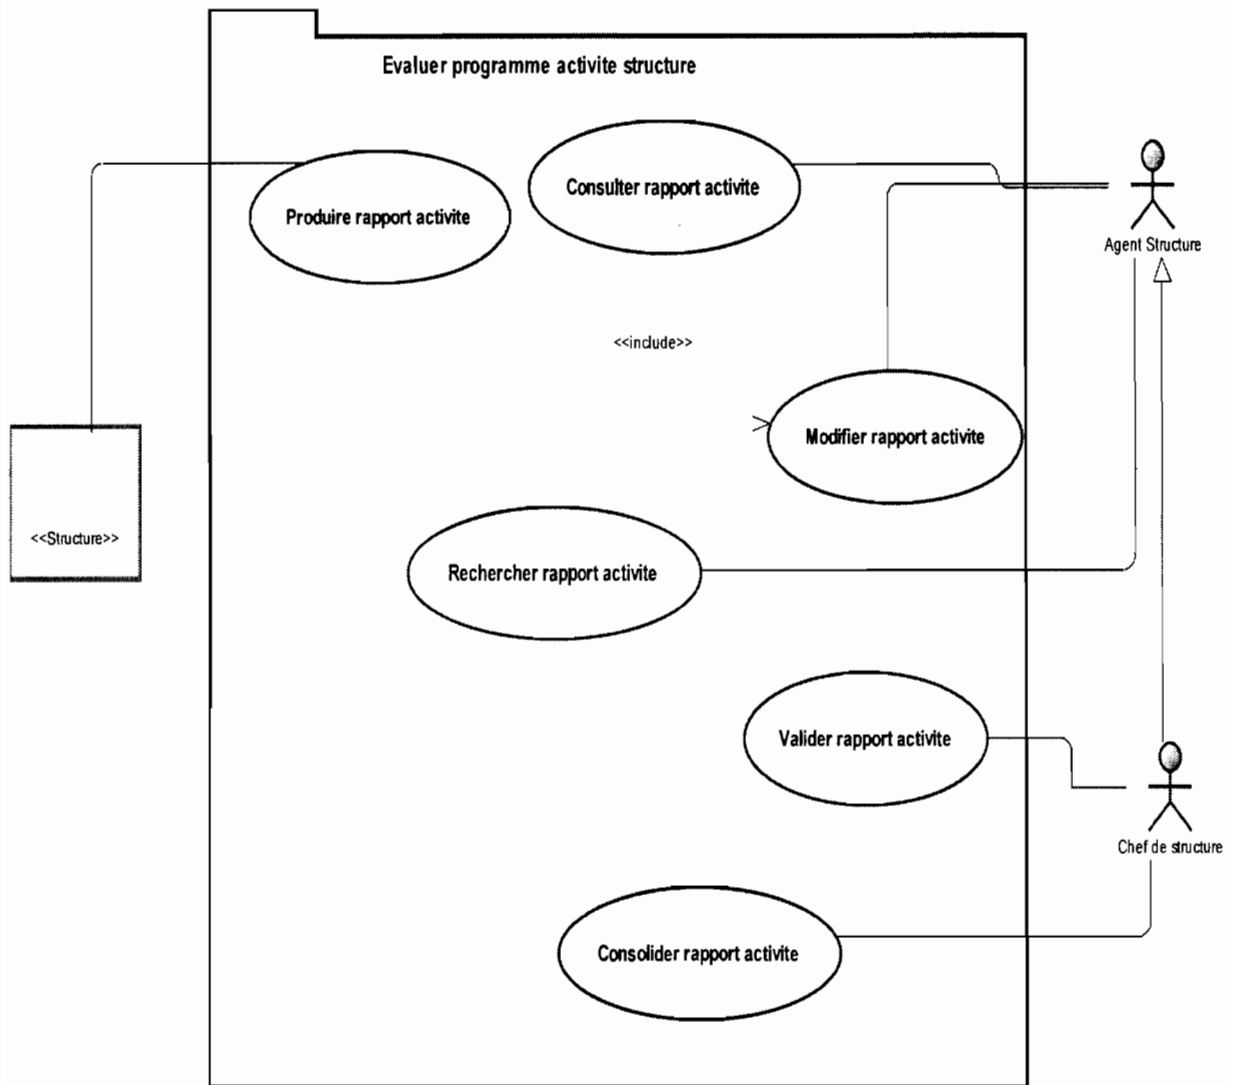 Evaluer programme activite structure
Consulter rapport activite
Produire rapport activite
Agent Structure
<<include>>
Modifier rapport activite
<<Structure>>
Rechercher rapport activite
Valider rapport activite
Chef de structure
Consolider rapport activite